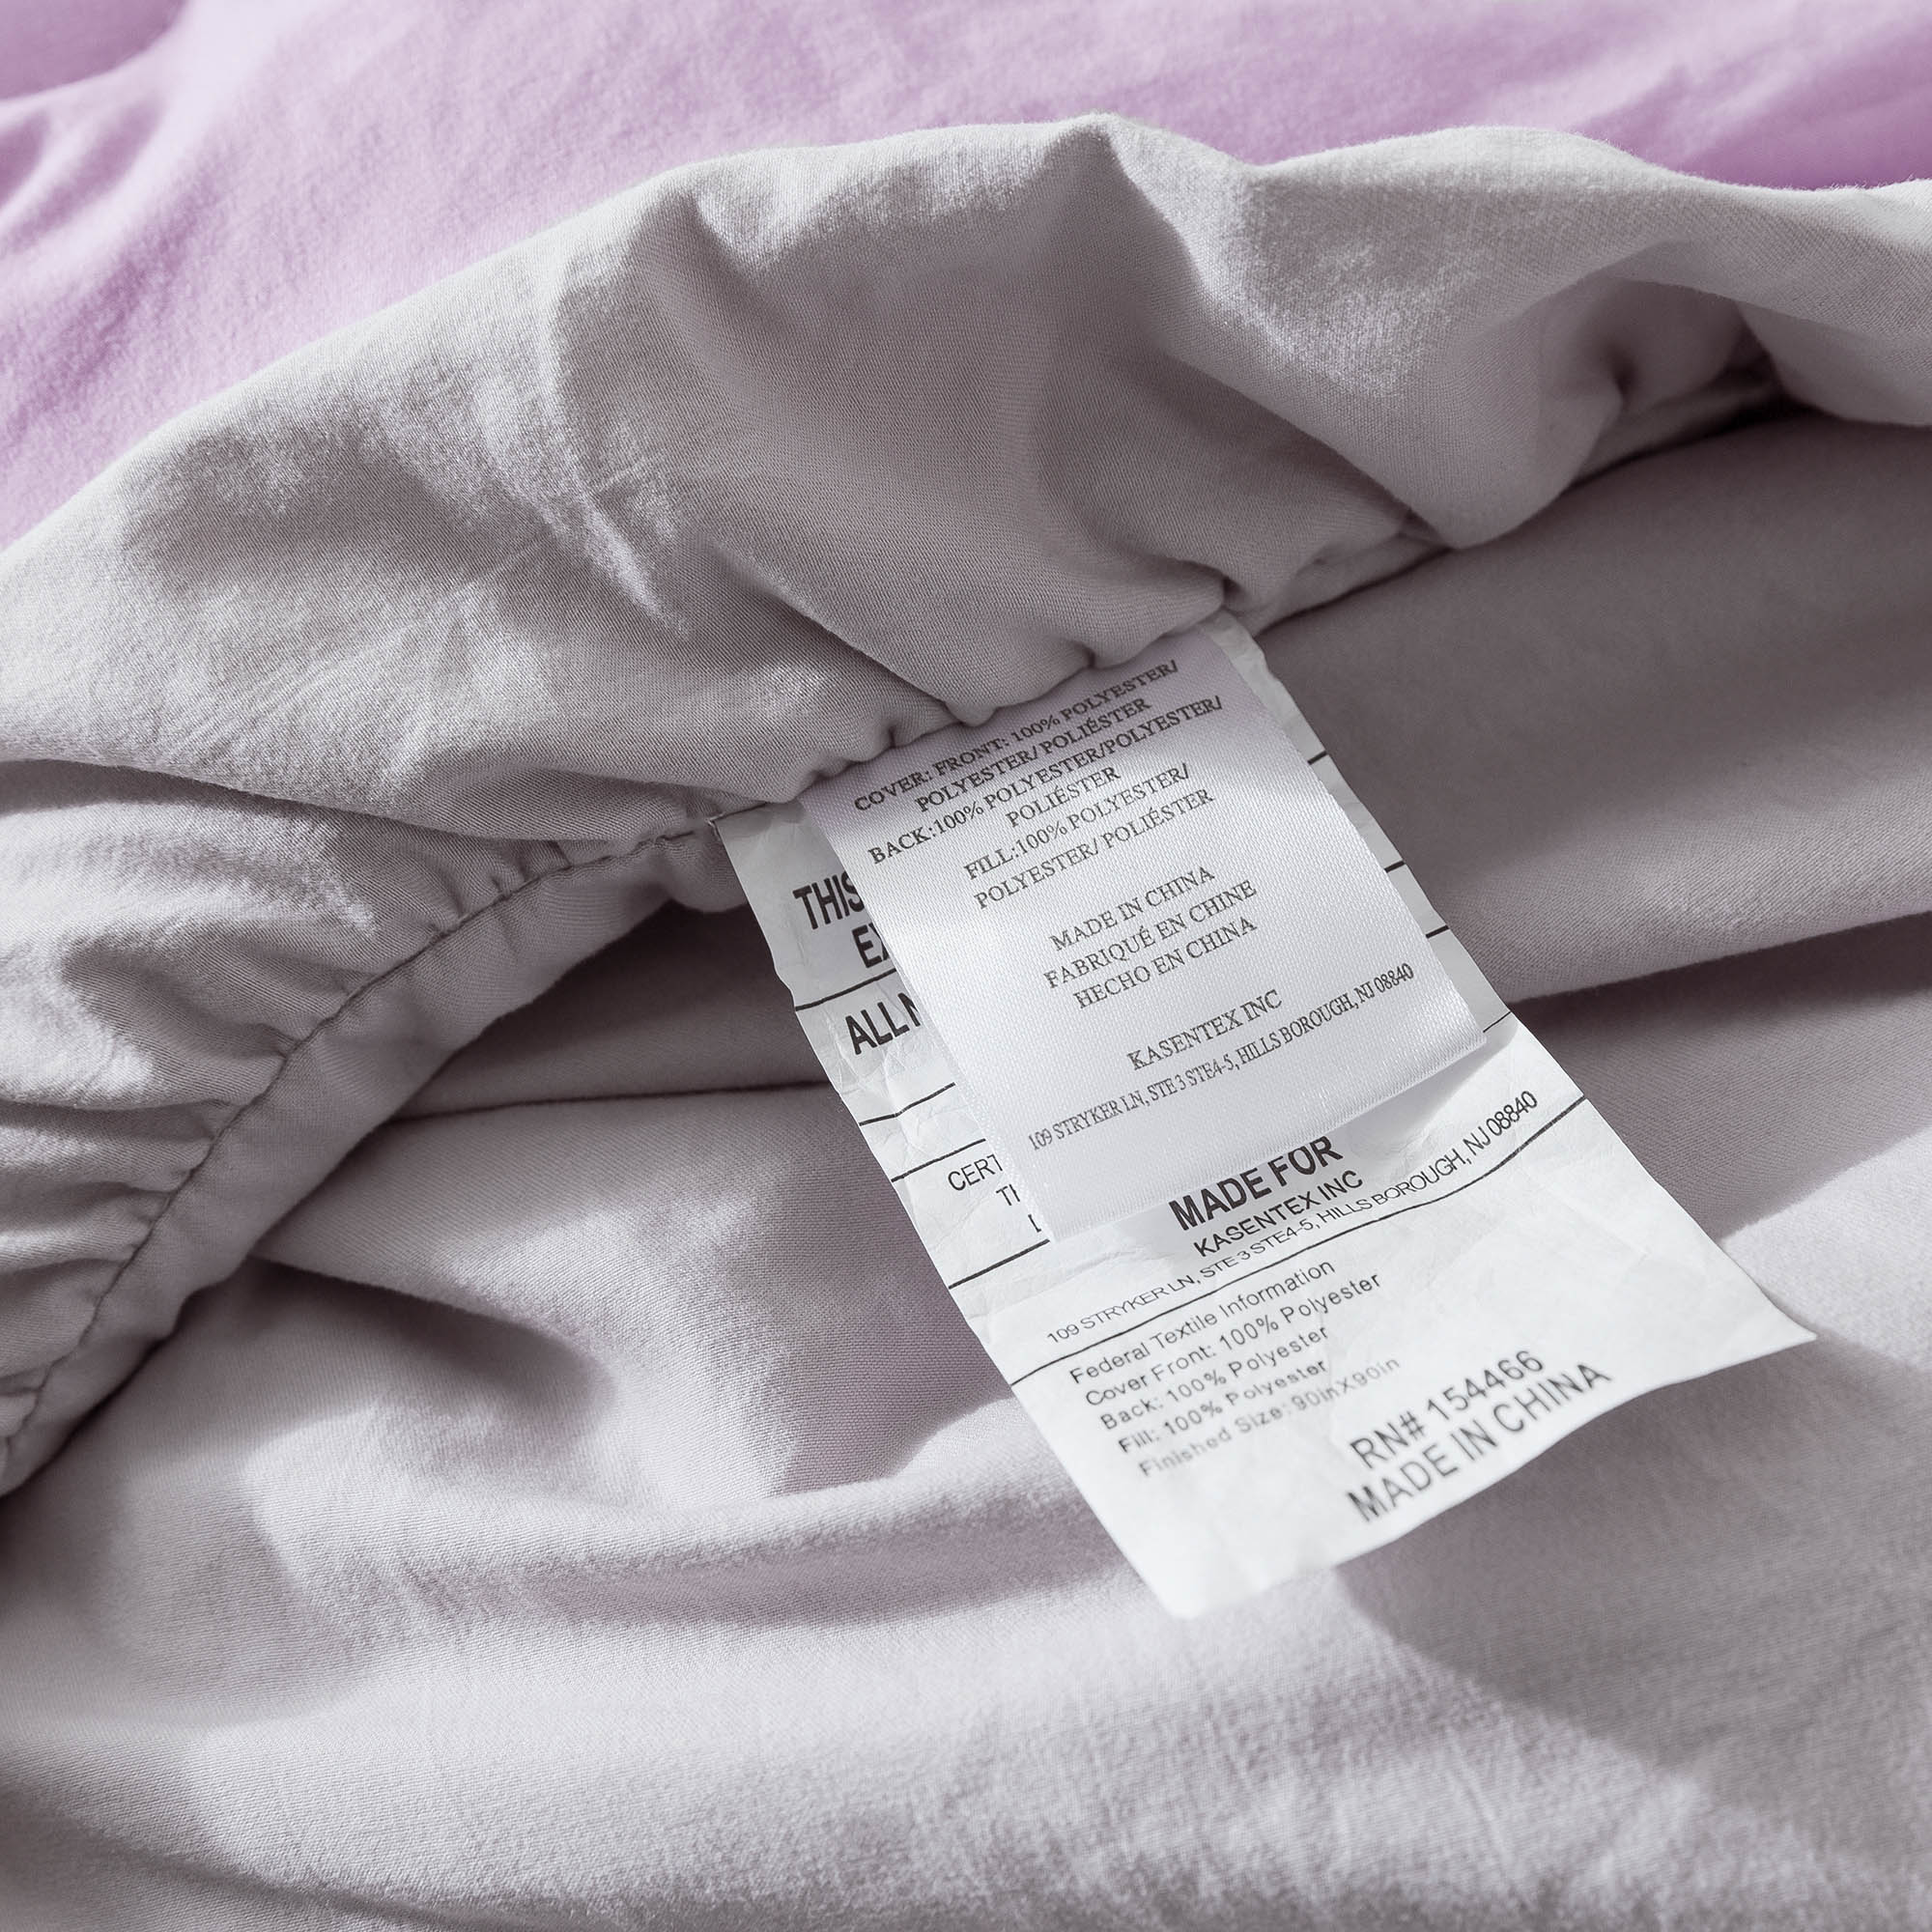 COVER: FRONT: 100% POLYESTER/
POLYESTER/ POLIÉSTER
BACK:100% POLYESTER/POLYESTER/
POLIÉSTER
FILL:100% POLYESTER/
POLYESTER/ POLIÉSTER
MADE IN CHINA
FABRIQUÉ EN CHINE
HECHO EN CHINA
KASENTEX INC
109 STRYKER LN, STE 3 STE4-5, HILLS BOROUGH, NJ 08840
THIS
ALL
CERT
MADE FOR
KASENTEX INC
109 STRYKER LN, STE 3 STE4-5, HILLS BOROUGH, NJ 08840
Federal Textile Information
Cover Front: 100% Polyester
Back: 100% Polyester
Fill: 100% Polyester
Finished Size: 90inX90in
RN# 154466
MADE IN CHINA